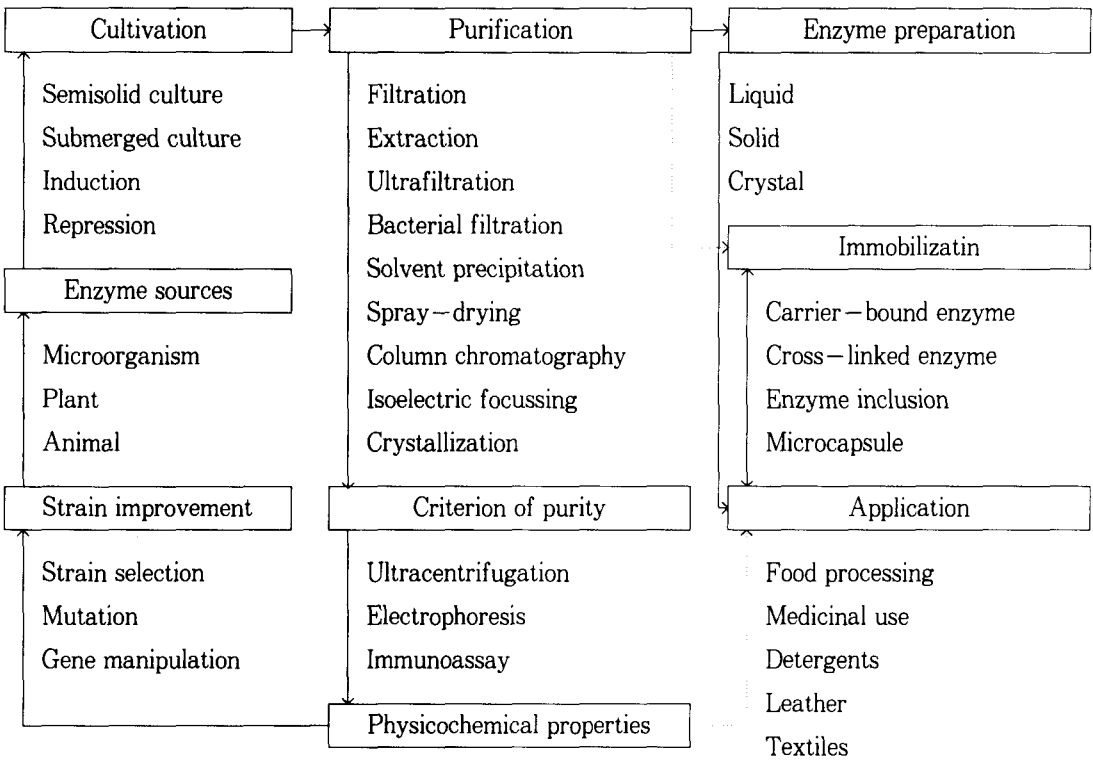 Cultivation
Semisolid culture
Submerged culture
Induction
Repression
Enzyme sources
Microorganism
Plant
Animal
Strain improvement
Strain selection
Mutation
Gene manipulation
Purification
Filtration
Extraction
Ultrafiltration
Bacterial filtration
Solvent precipitation
Spray-drying
Column chromatography
Isoelectric focussing
Crystallization
Criterion of purity
Ultracentrifugation
Electrophoresis
Immunoassay
Physicochemical properties
Enzyme preparation
Liquid
Solid
Crystal
Immobilizatin
Carrier-bound enzyme
Cross-linked enzyme
Enzyme inclusion
Microcapsule
Application
Food processing
Medicinal use
Detergents
Leather
Textiles